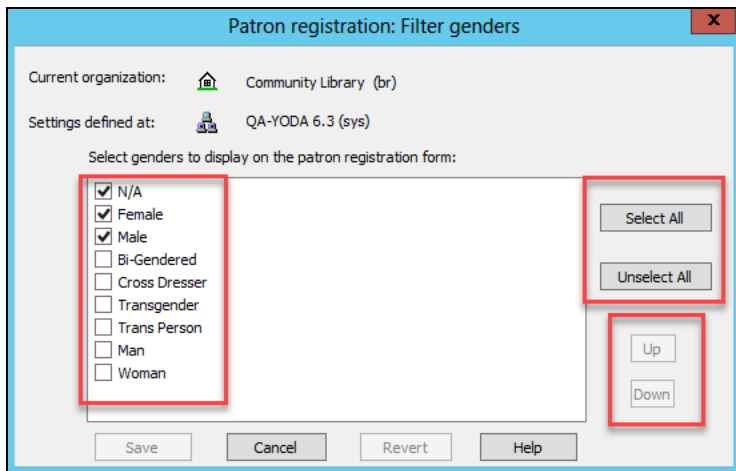 Patron registration: Filter genders
x
Current organization: Community Library (br)
Settings defined at: QA-YODA 6.3 (sys)
Select genders to display on the patron registration form:
N/A
Female
Male
Bi-Gendered
Cross Dresser
Transgender
Trans Person
Man
Woman
Select All
Unselect All
Up
Down
Save Cancel Revert Help